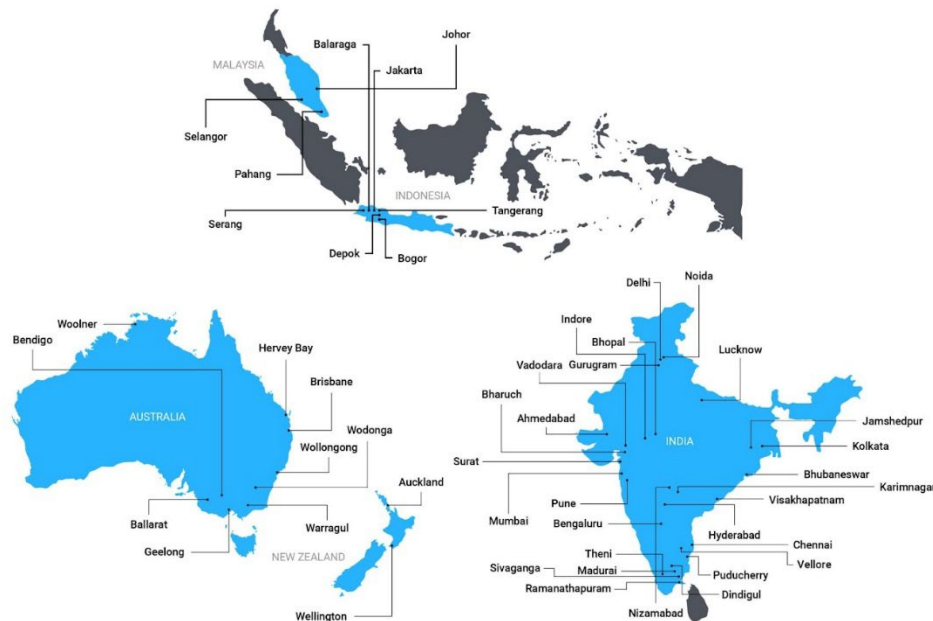 Johor
Balaraga
MALAYSIA
Jakarta
Selangor
Pahang
INDONESIA
Serang
Tangerang
Depok
Bogor
Woolner
Bendigo
Hervey Bay
Brisbane
AUSTRALIA
Wodonga
Wollongong
Auckland
Ballarat
Warragul
Geelong
NEW ZEALAND
Wellington
Noida
Delhi
Indore
Bhopal
Lucknow
Vadodara
Gurugram
Bharuch
Ahmedabad
Jamshedpur
INDIA
Kolkata
Surat
Bhubaneswar
Karimnagar
Visakhapatnam
Mumbai
Pune
Bengaluru
Hyderabad
Chennai
Theni
Vellore
Sivaganga
Madurai
Puducherry
Ramanathapuram
Dindigul
Nizamabad